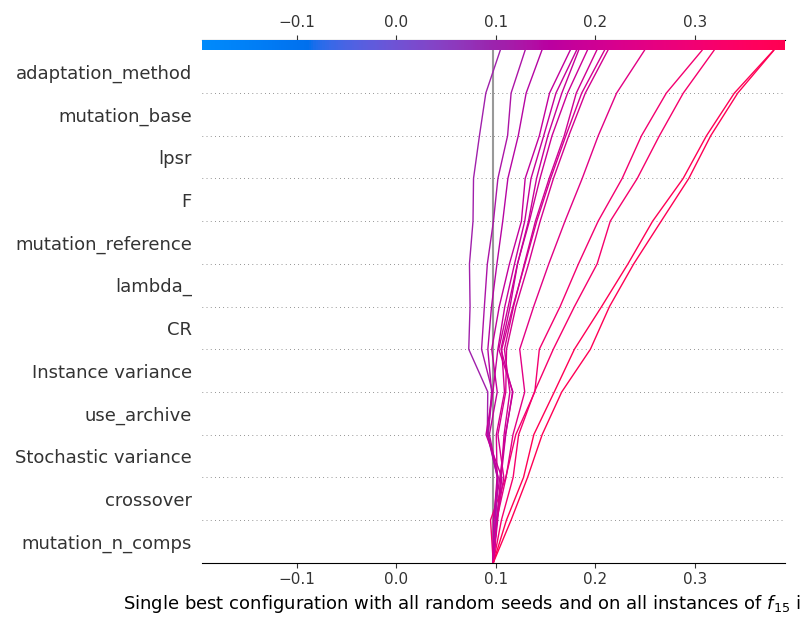 −0.1 0.0 0.1 0.2 0.3
adaptation_method
mutation_base
lpsr
F
mutation_reference
lambda_
CR
Instance variance
use_archive
Stochastic variance
crossover
mutation_n_comps
−0.1 0.0 0.1 0.2 0.3
Single best configuration with all random seeds and on all instances of f15 i